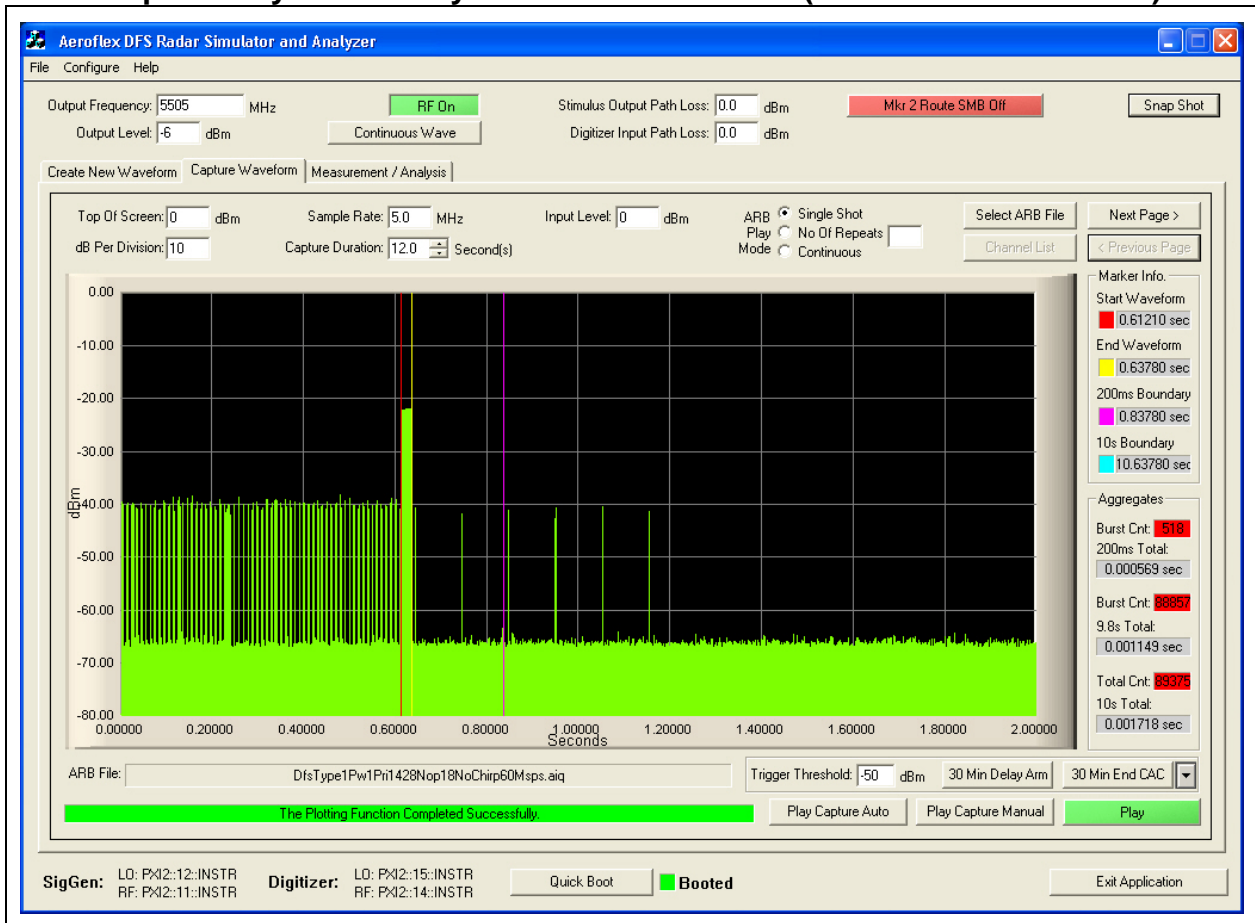 Aeroflex DFS Radar Simulator and Analyzer
File Configure Help
Output Frequency: 5505 MHz
RF On
Stimulus Output Path Loss: 0.0 dBm
Mkr 2 Route SMB Off
Snap Shot
Output Level: -6 dBm
Continuous Wave
Digitizer Input Path Loss: 0.0 dBm
Create New Waveform Capture Waveform Measurement / Analysis
Top Of Screen: 0 dBm
Sample Rate: 5.0 MHz
Input Level: 0 dBm
ARB Play Mode
Single Shot
No Of Repeats
Continuous
Select ARB File
Next Page >
dB Per Division: 10
Capture Duration: 12.0 Second(s)
Channel List
< Previous Page
0.00
-10.00
-20.00
-30.00
-40.00
-50.00
-60.00
-70.00
-80.00
dBm
0.00000 0.20000 0.40000 0.60000 0.80000 1.00000 1.20000 1.40000 1.60000 1.80000 2.00000
Seconds
Marker Info.
Start Waveform
0.61210 sec
End Waveform
0.63780 sec
200ms Boundary
0.83780 sec
10s Boundary
10.63780 sec
Aggregates
Burst Cnt: 518
200ms Total:
0.000569 sec
Burst Cnt: 88857
9.8s Total:
0.001149 sec
Total Cnt: 89375
10s Total:
0.001718 sec
ARB File: DfsType1Pw1Pri1428Nop18NoChirp60Msps.aiq
Trigger Threshold: -50 dBm
30 Min Delay Arm
30 Min End CAC
The Plotting Function Completed Successfully.
Play Capture Auto
Play Capture Manual
Play
SigGen: LO: PXI2::12::INSTR
RF: PXI2::11::INSTR
Digitizer: LO: PXI2::15::INSTR
RF: PXI2::14::INSTR
Quick Boot
Booted
Exit Application